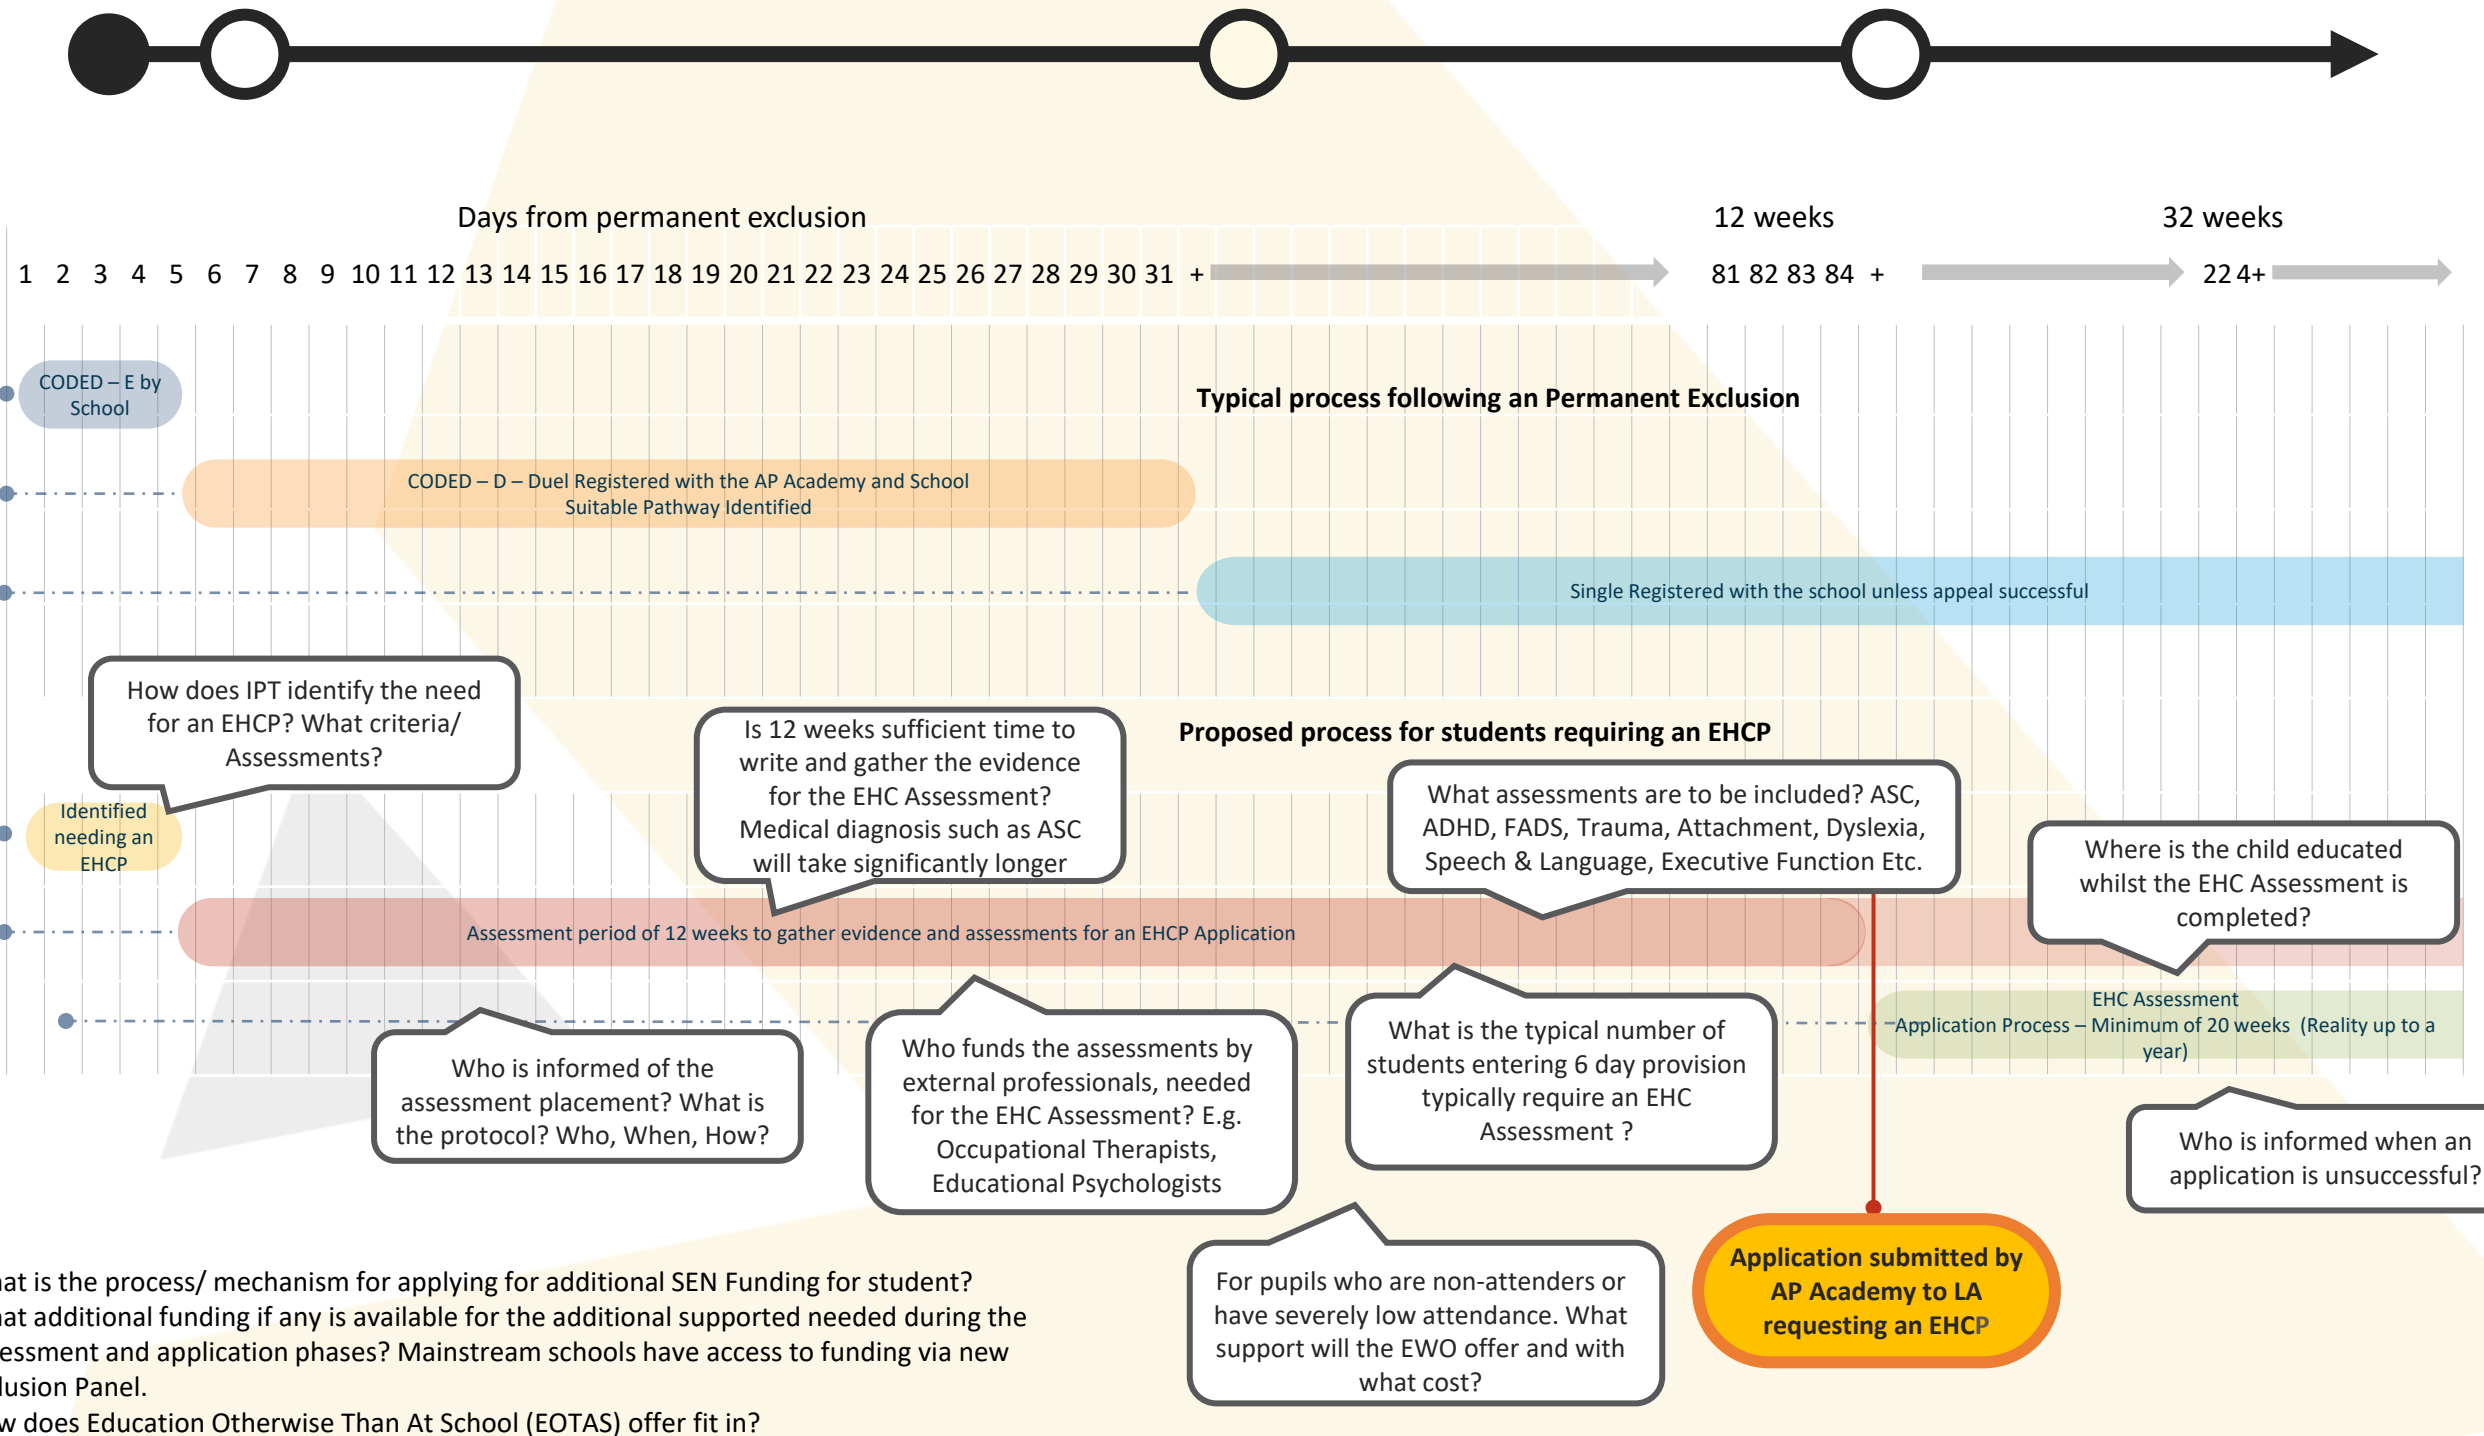 Days from permanent exclusion
12 weeks
32 weeks
1 2 3 4 5 6 7 8 9 10 11 12 13 14 15 16 17 18 19 20 21 22 23 24 25 26 27 28 29 30 31 +
81 82 83 84 +
22 4+
CODED – E by
School
Typical process following an Permanent Exclusion
CODED – D – Duel Registered with the AP Academy and School
Suitable Pathway Identified
Single Registered with the school unless appeal successful
How does IPT identify the need
for an EHCP? What criteria/
Assessments?
Is 12 weeks sufficient time to
write and gather the evidence
for the EHC Assessment?
Medical diagnosis such as ASC
will take significantly longer
Proposed process for students requiring an EHCP
What assessments are to be included? ASC,
ADHD, FADS, Trauma, Attachment, Dyslexia,
Speech & Language, Executive Function Etc.
Where is the child educated
whilst the EHC Assessment is
completed?
Identified
needing an
EHCP
Assessment period of 12 weeks to gather evidence and assessments for an EHCP Application
EHC Assessment
Application Process – Minimum of 20 weeks (Reality up to a
year)
Who is informed of the
assessment placement? What is
the protocol? Who, When, How?
Who funds the assessments by
external professionals, needed
for the EHC Assessment? E.g.
Occupational Therapists,
Educational Psychologists
What is the typical number of
students entering 6 day provision
typically require an EHC
Assessment ?
Who is informed when an
application is unsuccessful?
For pupils who are non-attenders or
have severely low attendance. What
support will the EWO offer and with
what cost?
Application submitted by
AP Academy to LA
requesting an EHCP
at is the process/ mechanism for applying for additional SEN Funding for student?
at additional funding if any is available for the additional supported needed during the
essment and application phases? Mainstream schools have access to funding via new
lusion Panel.
w does Education Otherwise Than At School (EOTAS) offer fit in?